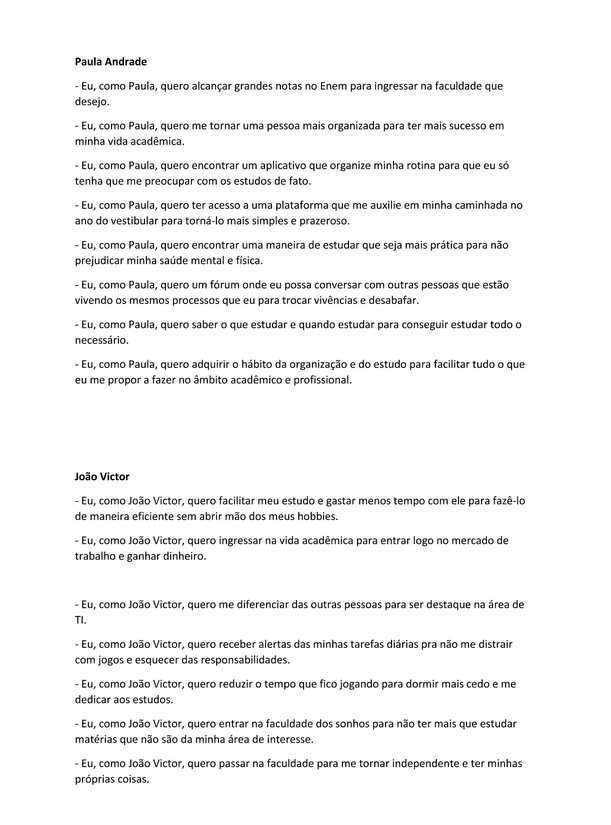 Paula Andrade
- Eu, como Paula, quero alcançar grandes notas no Enem para ingressar na faculdade que
desejo.
- Eu, como Paula, quero me tornar uma pessoa mais organizada para ter mais sucesso em
minha vida acadêmica.
- Eu, como Paula, quero encontrar um aplicativo que organize minha rotina para que eu só
tenha que me preocupar com os estudos de fato.
- Eu, como Paula, quero ter acesso a uma plataforma que me auxilie em minha caminhada no
ano do vestibular para torná-lo mais simples e prazeroso.
- Eu, como Paula, quero encontrar uma maneira de estudar que seja mais prática para não
prejudicar minha saúde mental e física.
- Eu, como Paula, quero um fórum onde eu possa conversar com outras pessoas que estão
vivendo os mesmos processos que eu para trocar vivências e desabafar.
- Eu, como Paula, quero saber o que estudar e quando estudar para conseguir estudar todo o
necessário.
- Eu, como Paula, quero adquirir o hábito da organização e do estudo para facilitar tudo o que
eu me propor a fazer no âmbito acadêmico e profissional.
João Victor
- Eu, como João Victor, quero facilitar meu estudo e gastar menos tempo com ele para fazê-lo
de maneira eficiente sem abrir mão dos meus hobbies.
- Eu, como João Victor, quero ingressar na vida acadêmica para entrar logo no mercado de
trabalho e ganhar dinheiro.
- Eu, como João Victor, quero me diferenciar das outras pessoas para ser destaque na área de
TI.
- Eu, como João Victor, quero receber alertas das minhas tarefas diárias pra não me distrair
com jogos e esquecer das responsabilidades.
- Eu, como João Victor, quero reduzir o tempo que fico jogando para dormir mais cedo e me
dedicar aos estudos.
- Eu, como João Victor, quero entrar na faculdade dos sonhos para não ter mais que estudar
matérias que não são da minha área de interesse.
- Eu, como João Victor, quero passar na faculdade para me tornar independente e ter minhas
próprias coisas.